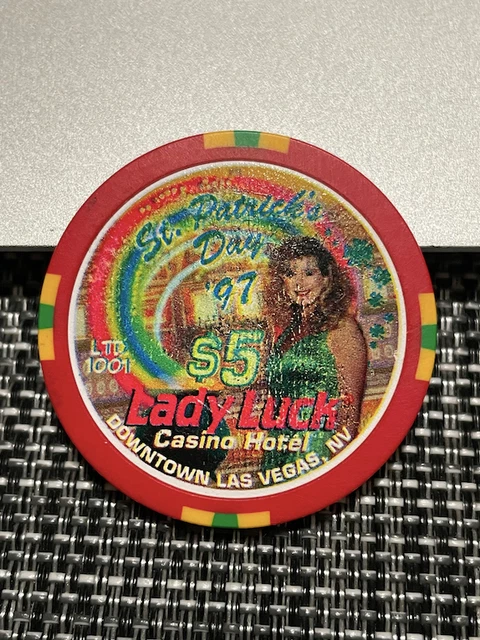 St. Patrick's
Day
'97
$5
LTD
1001
Lady Luck
Casino Hotel
DOWNTOWN LAS VEGAS, NV